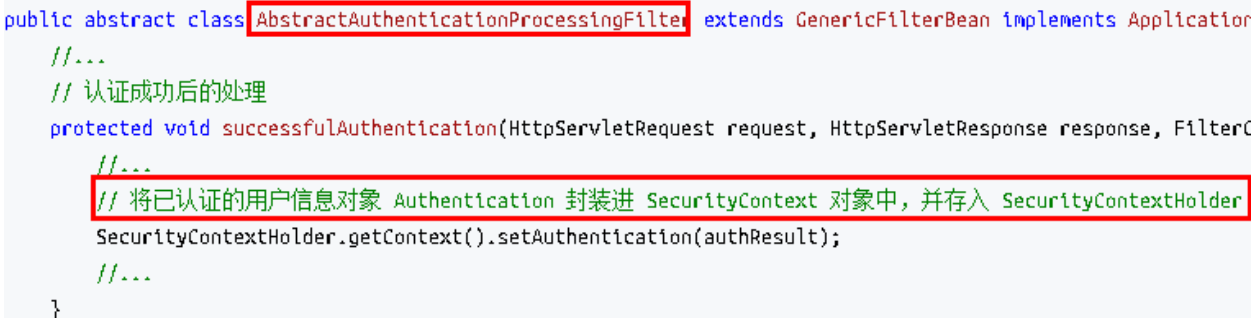 public abstract class AbstractAuthenticationProcessingFilter extends GenericFilterBean implements Application
//...
// 认证成功后的处理
protected void successfulAuthentication(HttpServletRequest request, HttpServletResponse response, FilterC
//...
// 将已认证的用户信息对象 Authentication 封装进 SecurityContext 对象中，并存入 SecurityContextHolder
SecurityContextHolder.getContext().setAuthentication(authResult);
//...
}